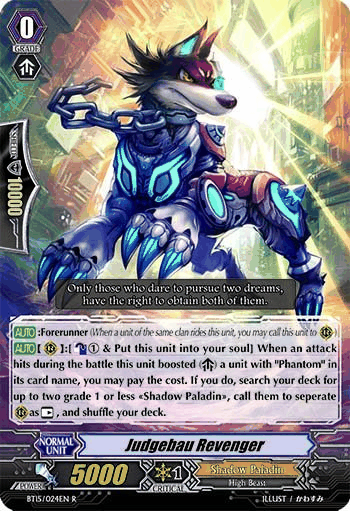 0
GRADE
SHIELD
10000
Only those who dare to pursue two dreams,
have the right to obtain both of them.
AUTO :Forerunner (When a unit of the same clan rides this unit, you may call this unit to R )
AUTO [ R ]:[ ① & Put this unit into your soul] When an attack
hits during the battle this unit boosted ( ) a unit with "Phantom" in
its card name, you may pay the cost. If you do, search your deck for
up to two grade 1 or less «Shadow Paladin», call them to seperate
R as , and shuffle your deck.
NORMAL
UNIT
Judgebau Revenger
POWER
5000
1
CRITICAL
Shadow Paladin
High Beast
BT15/024EN R
ILLUST / かわすみ